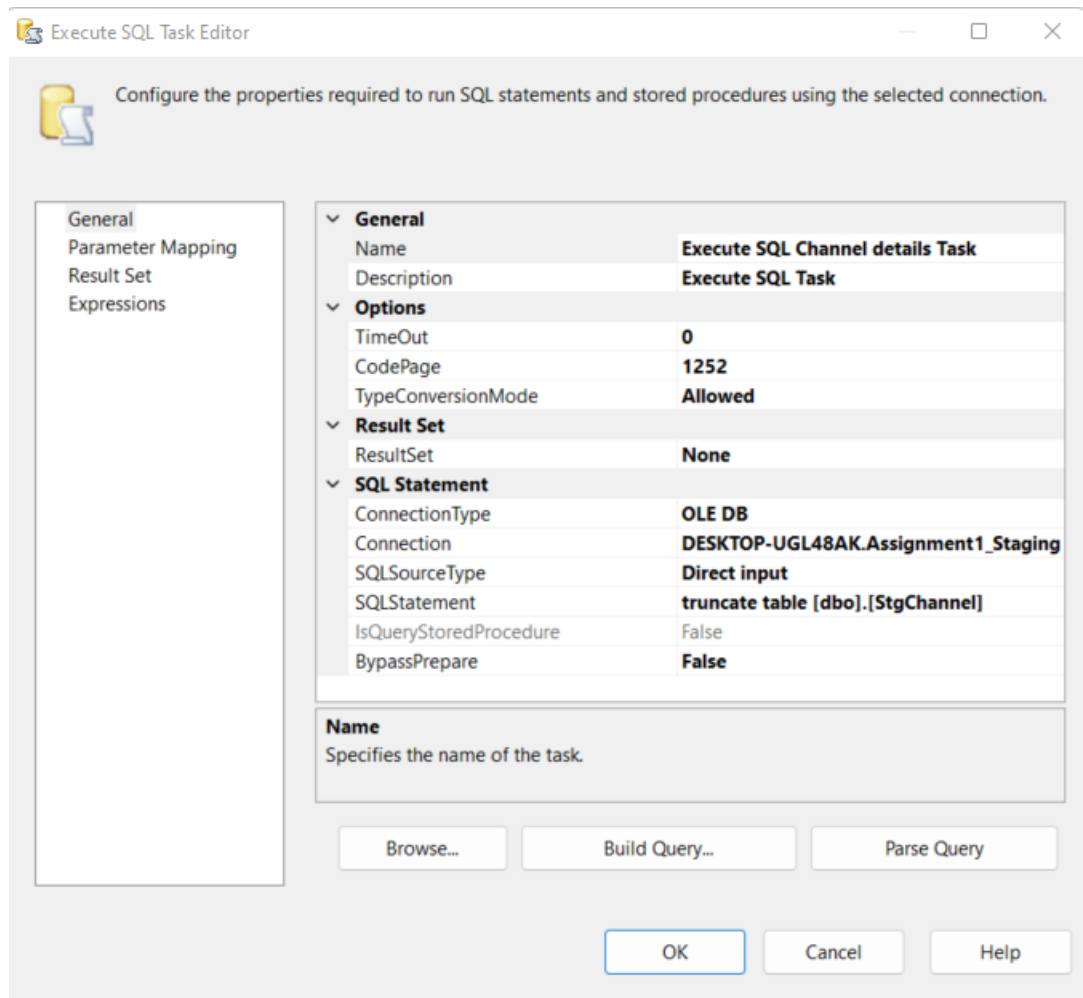 Execute SQL Task Editor
Configure the properties required to run SQL statements and stored procedures using the selected connection.
General
Parameter Mapping
Result Set
Expressions
General
Name Execute SQL Channel details Task
Description Execute SQL Task
Options
TimeOut 0
CodePage 1252
TypeConversionMode Allowed
Result Set
ResultSet None
SQL Statement
ConnectionType OLE DB
Connection DESKTOP-UGL48AK.Assignment1_Staging
SQLSourceType Direct input
SQLStatement truncate table [dbo].[StgChannel]
IsQueryStoredProcedure False
BypassPrepare False
Name
Specifies the name of the task.
Browse... Build Query... Parse Query
OK Cancel Help